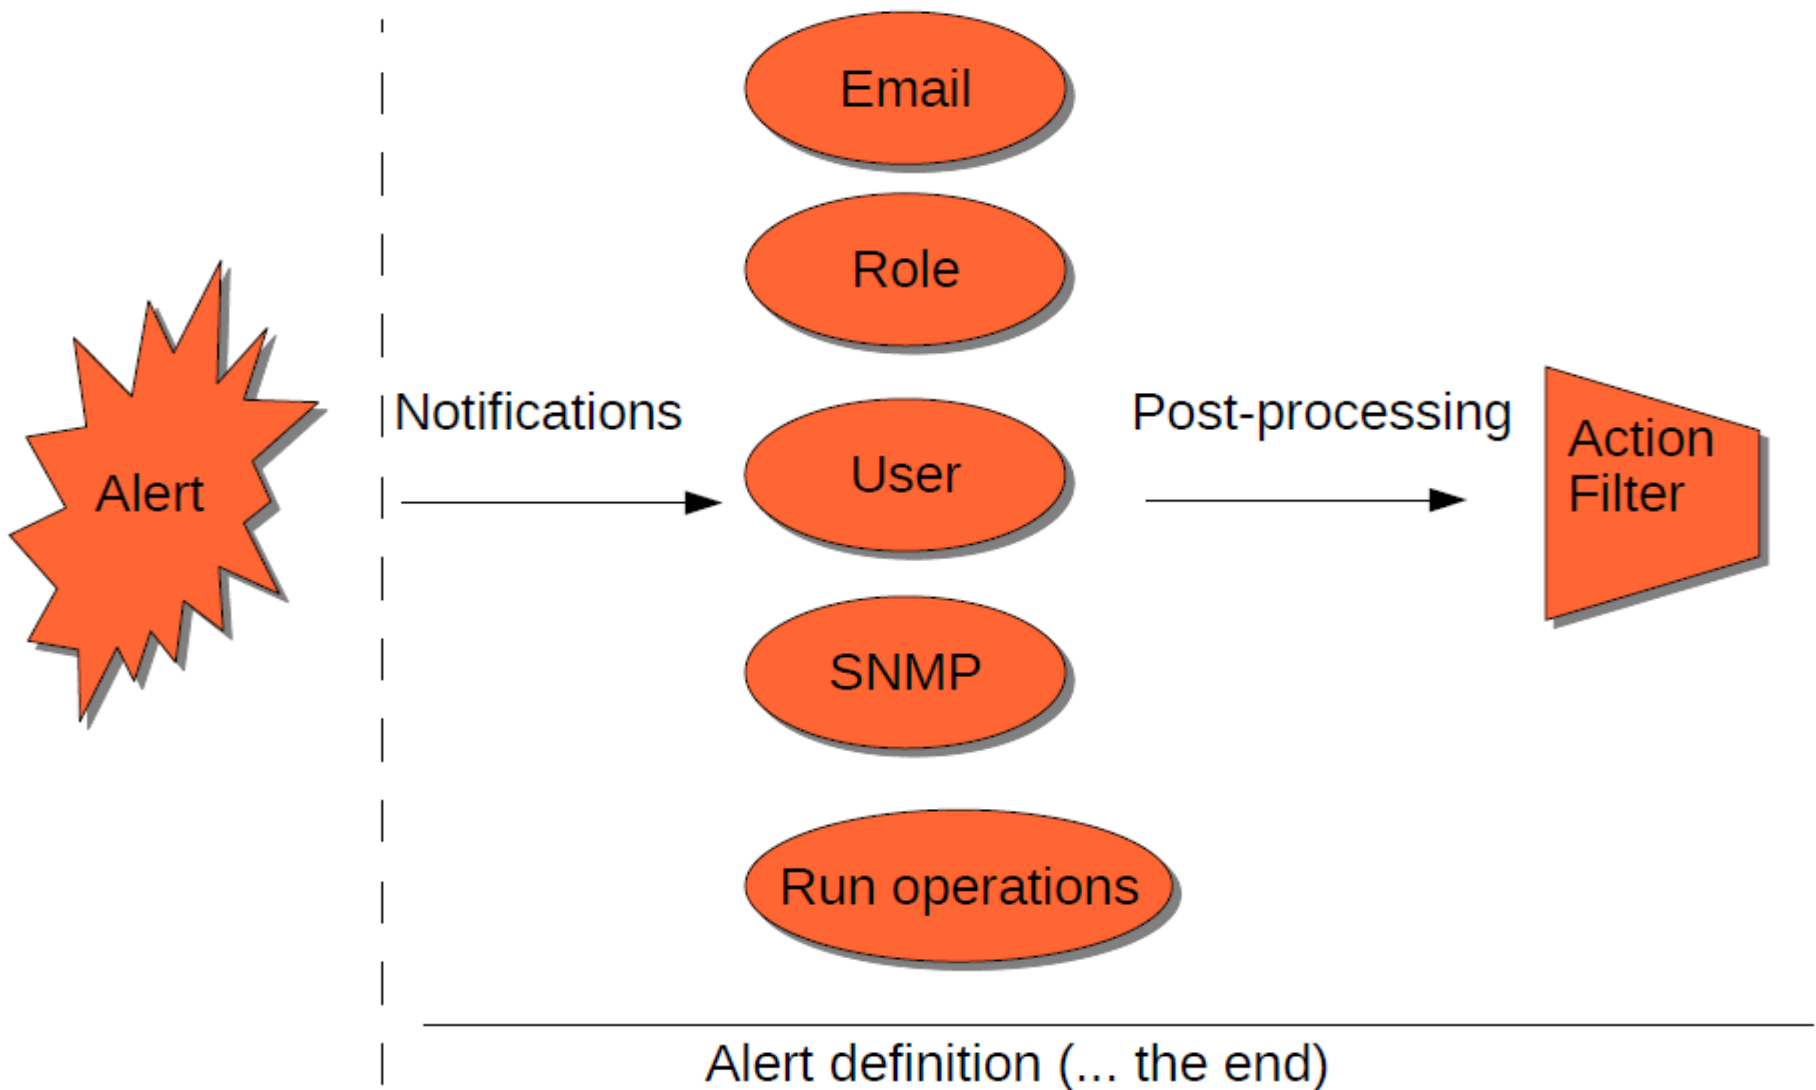 Email
Role
Notifications
User
Post-processing
Action
Filter
Alert
SNMP
Run operations
Alert definition (... the end)